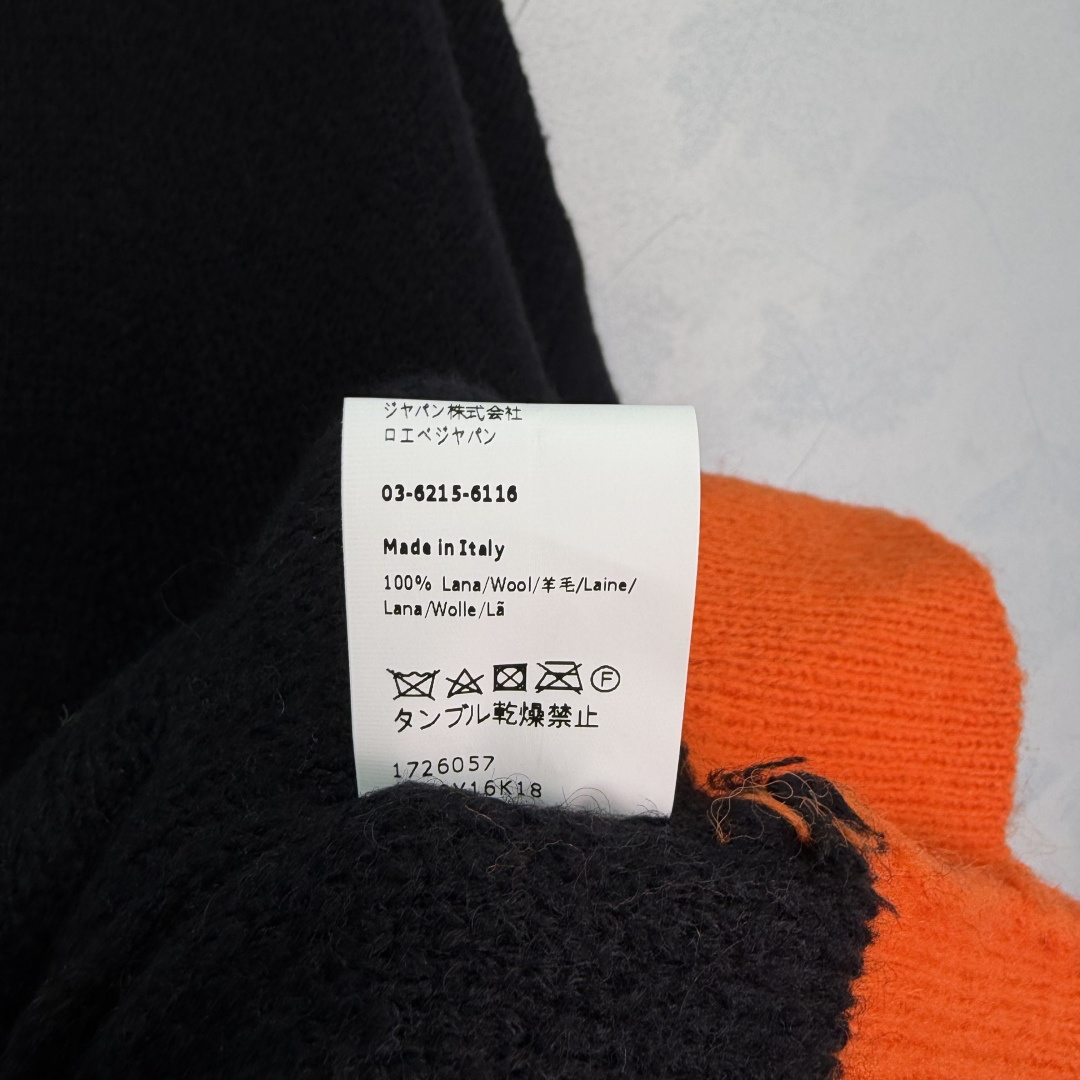 ジャパン株式会社
ロエベジャパン
03-6215-6116
Made in Italy
100% Lana/Wool/羊毛/Laine/
Lana/Wolle/Lã
F
タンブル乾燥禁止
1726057
Y16K18